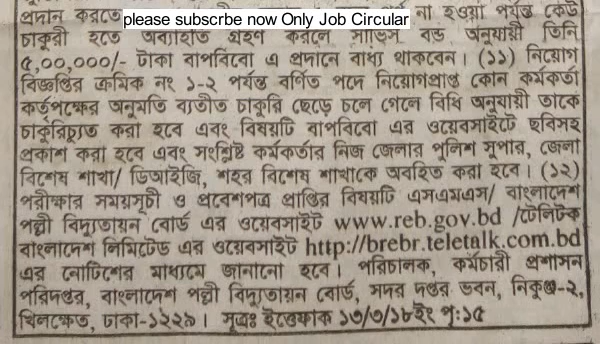 প্রদান করতে please subscrbe now Only Job Circular না হওয়া পর্যন্ত কেউ
চাকুরী হতে অব্যাহতি গ্রহণ করলে সার্ভিস বন্ড অনুযায়ী তিনি
৫,০০,০০০/- টাকা বাপবিবো এ প্রদানে বাধ্য থাকবেন। (১১) নিয়োগ
বিজ্ঞপ্তির ক্রমিক নং ১-২ পর্যন্ত বর্ণিত পদে নিয়োগপ্রাপ্ত কোন কর্মকর্তা
কর্তৃপক্ষের অনুমতি ব্যতীত চাকুরি ছেড়ে চলে গেলে বিধি অনুযায়ী তাকে
চাকুরিচ্যুত করা হবে এবং বিষয়টি বাপবিবো এর ওয়েবসাইটে ছবিসহ
প্রকাশ করা হবে এবং সংশ্লিষ্ট কর্মকর্তার নিজ জেলার পুলিশ সুপার, জেলা
বিশেষ শাখা/ ডিআইজি, শহর বিশেষ শাখাকে অবহিত করা হবে। (১২)
পরীক্ষার সময়সূচী ও প্রবেশপত্র প্রাপ্তির বিষয়টি এসএমএস/ বাংলাদেশ
পল্লী বিদ্যুতায়ন বোর্ড এর ওয়েবসাইট www.reb.gov.bd /টেলিটক
বাংলাদেশ লিমিটেড এর ওয়েবসাইট http://brebr.teletalk.com.bd
এর নোটিশের মাধ্যমে জানানো হবে। পরিচালক, কর্মচারী প্রশাসন
পরিদপ্তর, বাংলাদেশ পল্লী বিদ্যুতায়ন বোর্ড, সদর দপ্তর ভবন, নিকুঞ্জ-২,
খিলক্ষেত, ঢাকা-১২২৯। সূত্রঃ ইত্তেফাক ১৩/৩/১৮ইং পৃ:১৫